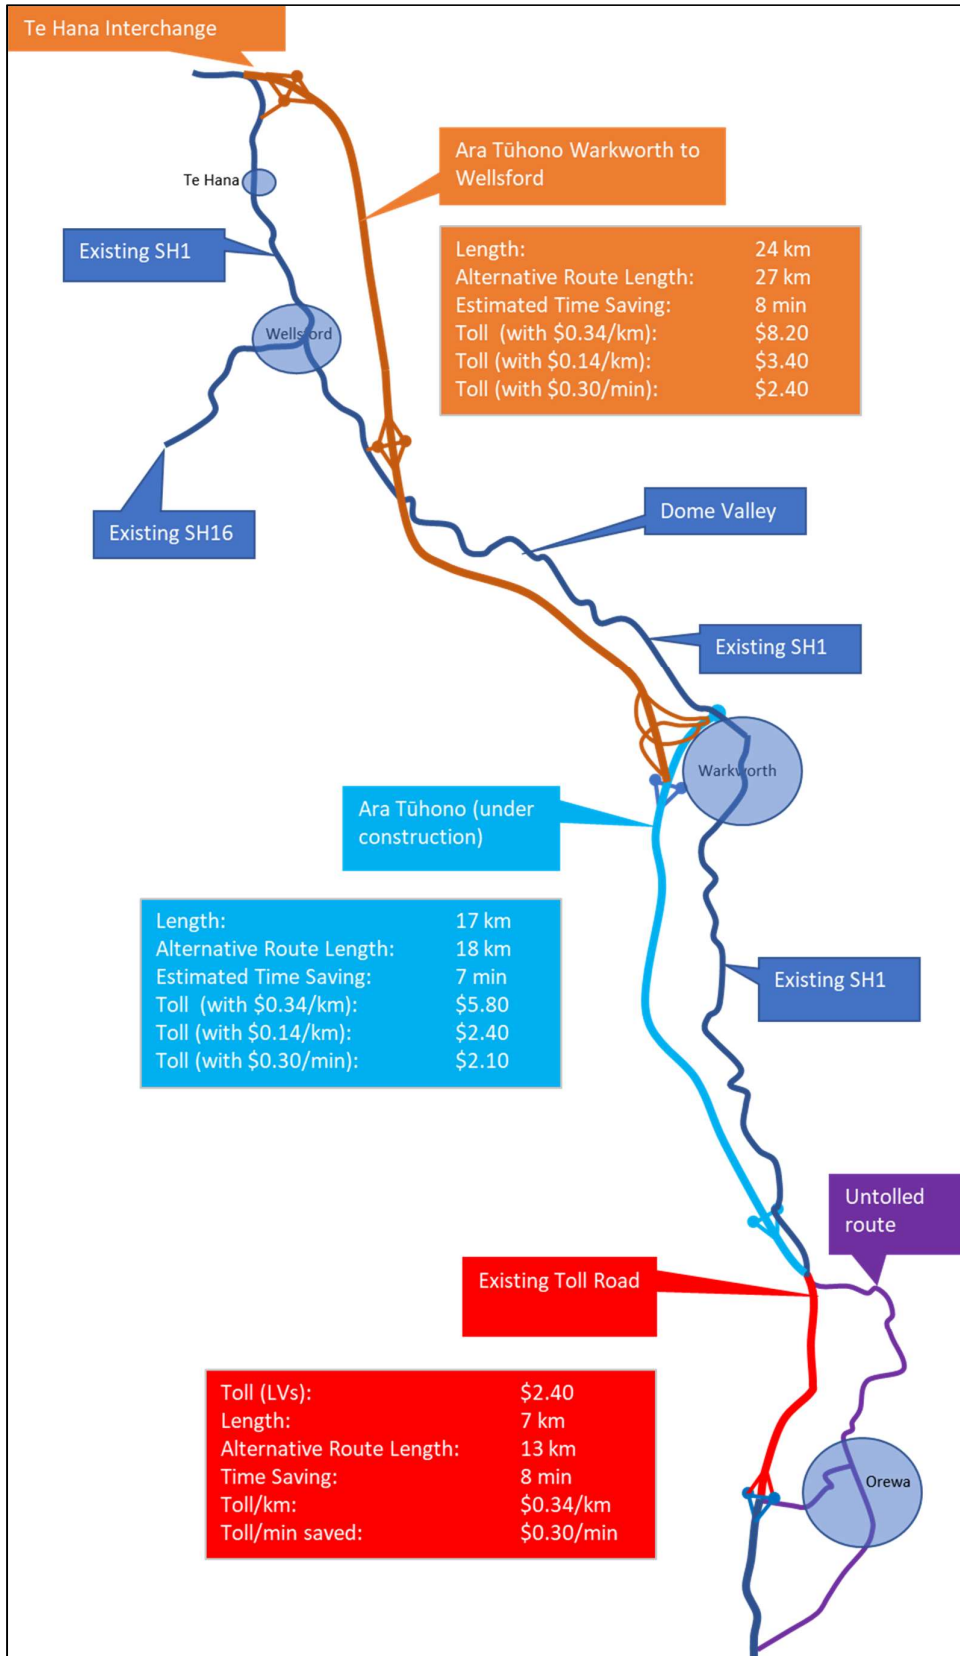 Te Hana Interchange
Ara Tūhono Warkworth to
Wellsford
Te Hana
Existing SH1
Length: 24 km
Alternative Route Length: 27 km
Estimated Time Saving: 8 min
Toll (with $0.34/km): $8.20
Toll (with $0.14/km): $3.40
Toll (with $0.30/min): $2.40
Wellsford
Existing SH16
Dome Valley
Existing SH1
Warkworth
Ara Tūhono (under
construction)
Length: 17 km
Alternative Route Length: 18 km
Estimated Time Saving: 7 min
Toll (with $0.34/km): $5.80
Toll (with $0.14/km): $2.40
Toll (with $0.30/min): $2.10
Existing SH1
Untolled
route
Existing Toll Road
Toll (LVs): $2.40
Length: 7 km
Alternative Route Length: 13 km
Time Saving: 8 min
Toll/km: $0.34/km
Toll/min saved: $0.30/min
Orewa